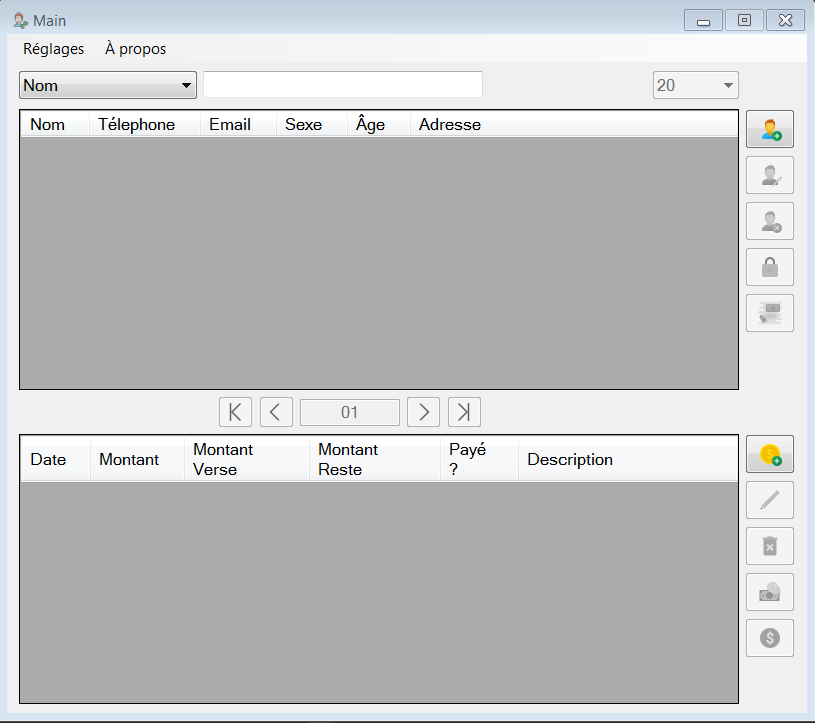 Main
Réglages À propos
Nom 20
Nom Télephone Email Sexe Âge Adresse
01
Date Montant Montant Verse Montant Reste Payé ? Description